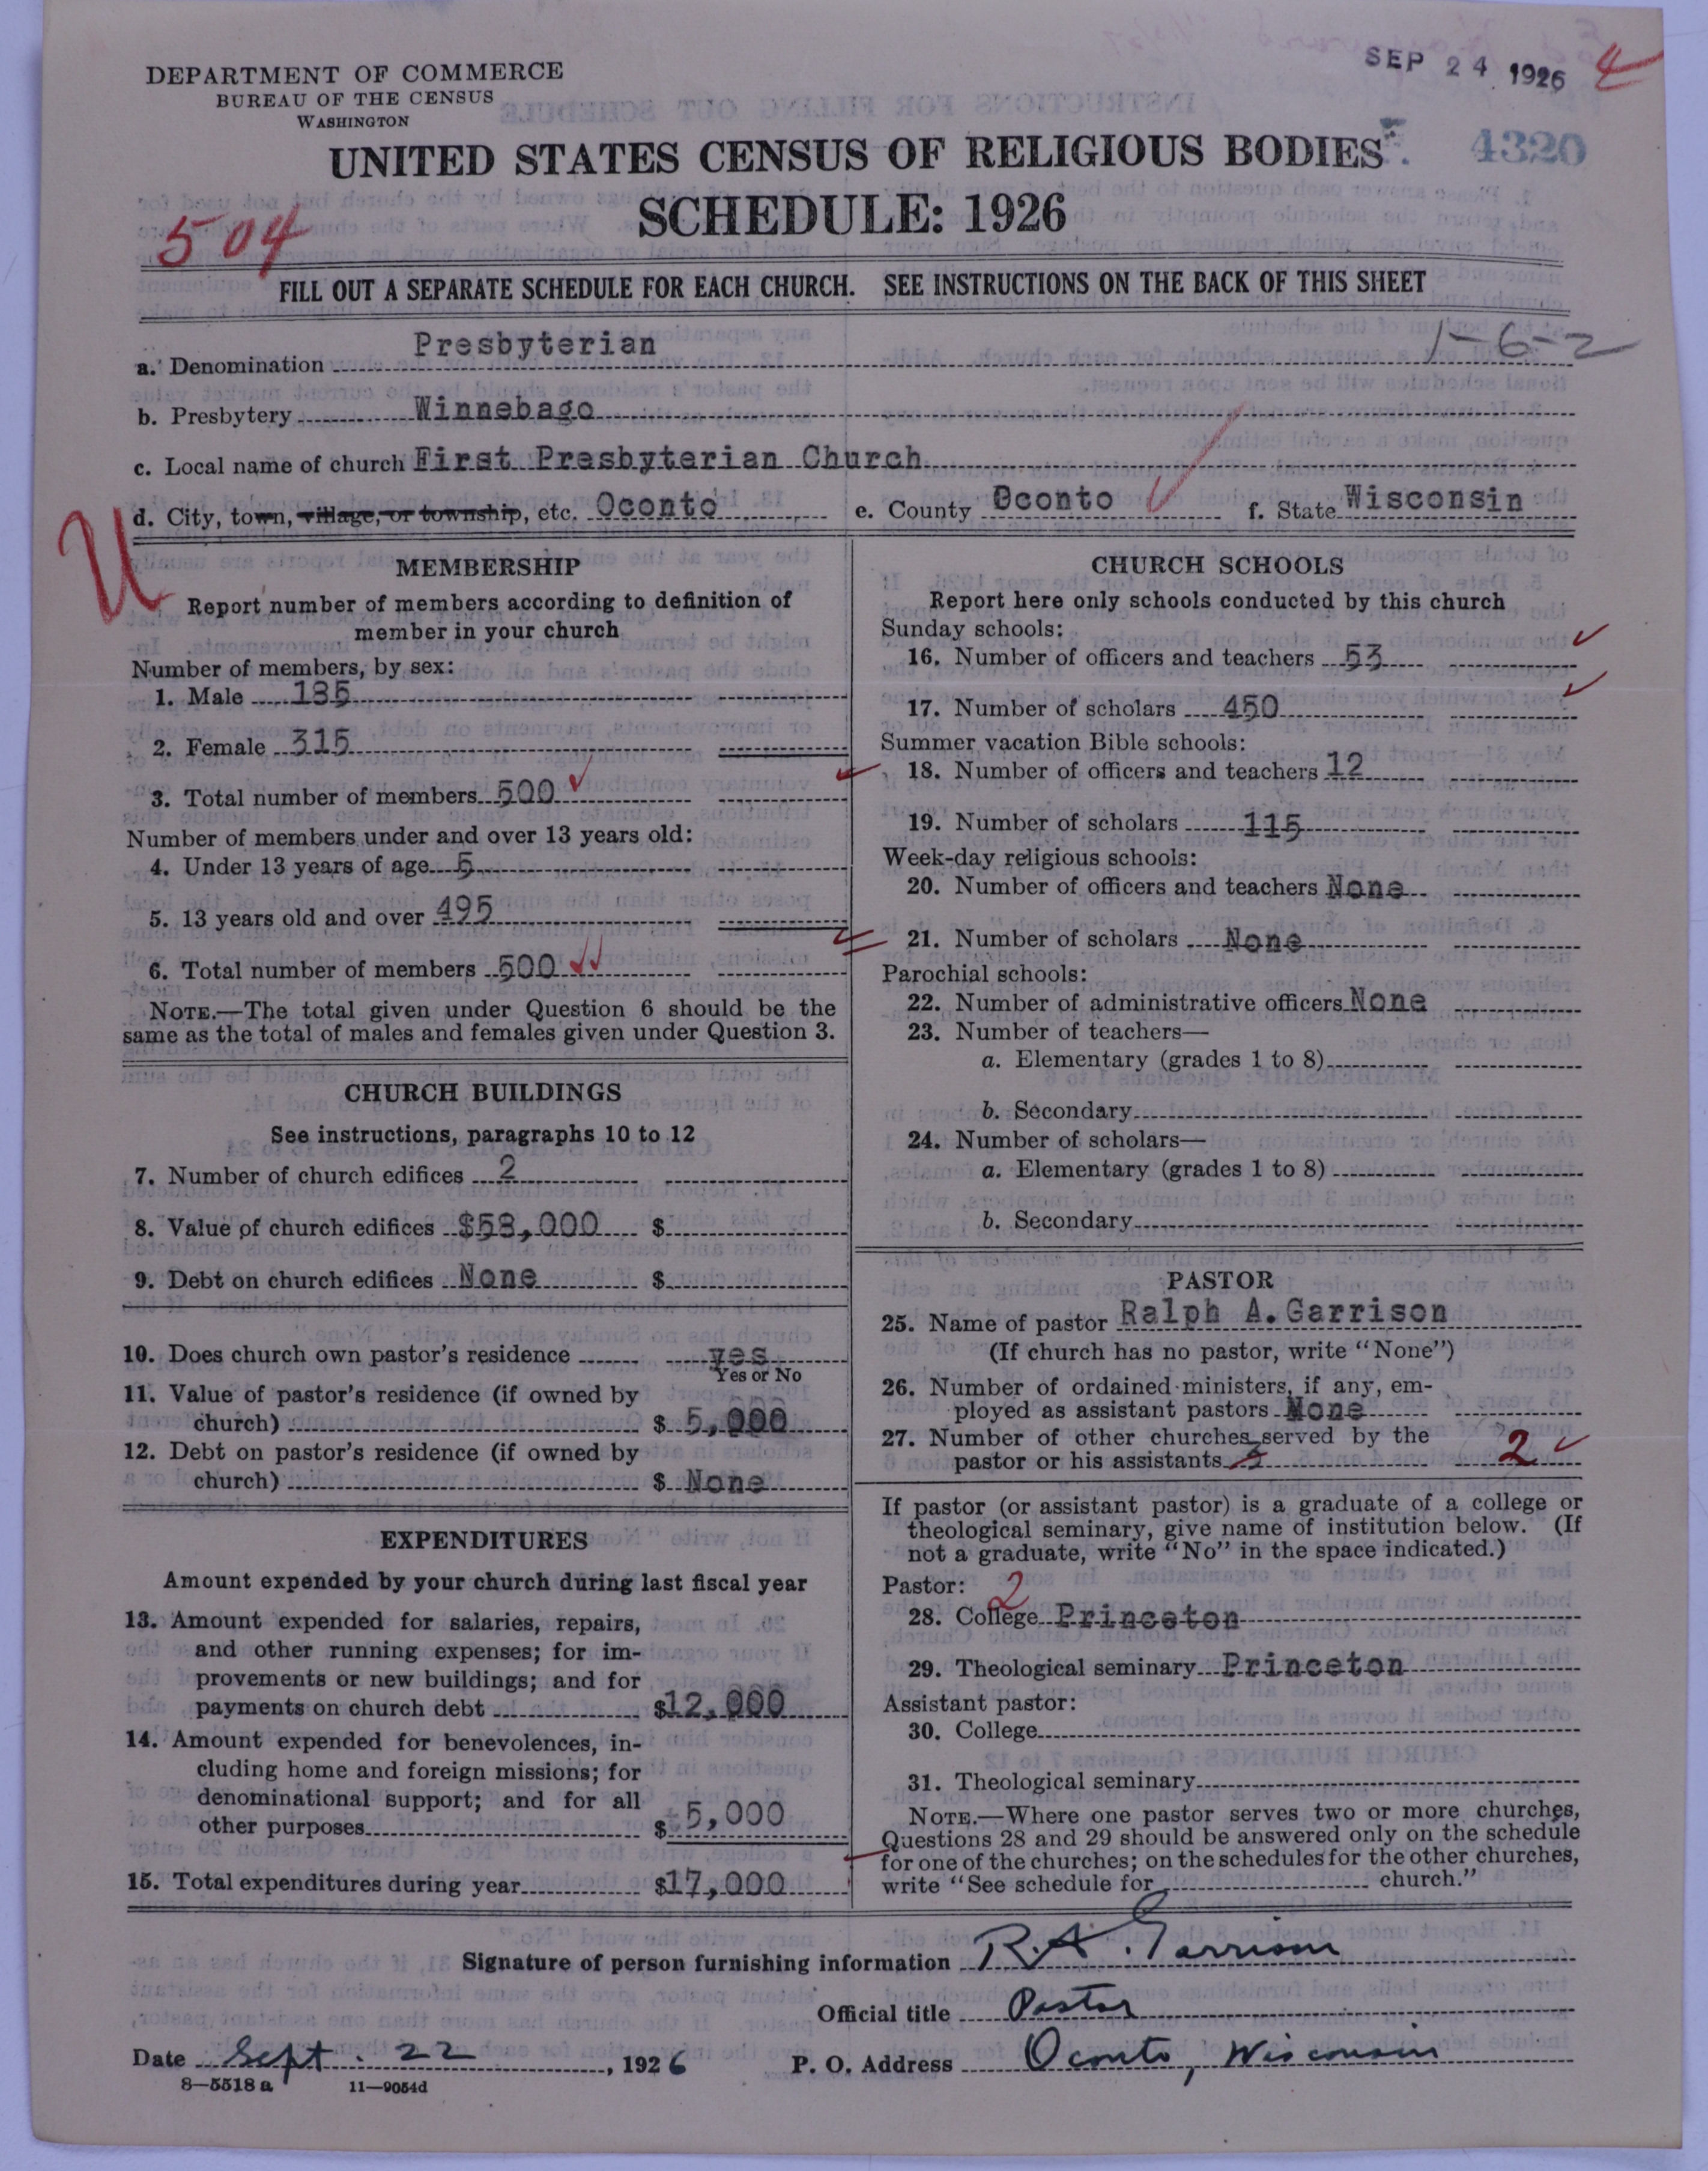 SEP 24 1926
DEPARTMENT OF COMMERCE
BUREAU OF THE CENSUS
WASHINGTON
UNITED STATES CENSUS OF RELIGIOUS BODIES
4320
SCHEDULE: 1926
504
FILL OUT A SEPARATE SCHEDULE FOR EACH CHURCH. SEE INSTRUCTIONS ON THE BACK OF THIS SHEET
a. Denomination Presbyterian 1-6-2
b. Presbytery Winnebago
c. Local name of church First Presbyterian Church
d. City, town, village, or township, etc. Oconto e. County Oconto f. State Wisconsin
U
MEMBERSHIP
Report number of members according to definition of
member in your church
Number of members, by sex:
1. Male 185
2. Female 315
3. Total number of members 500
Number of members under and over 13 years old:
4. Under 13 years of age 5
5. 13 years old and over 495
6. Total number of members 500
NOTE.—The total given under Question 6 should be the
same as the total of males and females given under Question 3.
CHURCH BUILDINGS
See instructions, paragraphs 10 to 12
7. Number of church edifices 2
8. Value of church edifices $58,000 $
9. Debt on church edifices None $
10. Does church own pastor's residence yes
Yes or No
11. Value of pastor's residence (if owned by
church) $ 5,000
12. Debt on pastor's residence (if owned by
church) $ None
EXPENDITURES
Amount expended by your church during last fiscal year
13. Amount expended for salaries, repairs,
and other running expenses; for im-
provements or new buildings; and for
payments on church debt $12,000
14. Amount expended for benevolences, in-
cluding home and foreign missions; for
denominational support; and for all
other purposes $ 5,000
15. Total expenditures during year $17,000
CHURCH SCHOOLS
Report here only schools conducted by this church
Sunday schools:
16. Number of officers and teachers 53
17. Number of scholars 450
Summer vacation Bible schools:
18. Number of officers and teachers 12
19. Number of scholars 115
Week-day religious schools:
20. Number of officers and teachers None
21. Number of scholars None
Parochial schools:
22. Number of administrative officers None
23. Number of teachers—
a. Elementary (grades 1 to 8)
b. Secondary
24. Number of scholars—
a. Elementary (grades 1 to 8)
b. Secondary
PASTOR
25. Name of pastor Ralph A. Garrison
(If church has no pastor, write "None")
26. Number of ordained ministers, if any, em-
ployed as assistant pastors None
27. Number of other churches served by the
pastor or his assistants 2
If pastor (or assistant pastor) is a graduate of a college or
theological seminary, give name of institution below. (If
not a graduate, write "No" in the space indicated.)
Pastor: 2
28. College Princeton
29. Theological seminary Princeton
Assistant pastor:
30. College
31. Theological seminary
NOTE.—Where one pastor serves two or more churches,
Questions 28 and 29 should be answered only on the schedule
for one of the churches; on the schedules for the other churches,
write "See schedule for church."
Signature of person furnishing information R. A. Garrison
Official title Pastor
Date Sept. 22, 1926 P. O. Address Oconto, Wisconsin
8—5518 a 11—9054d